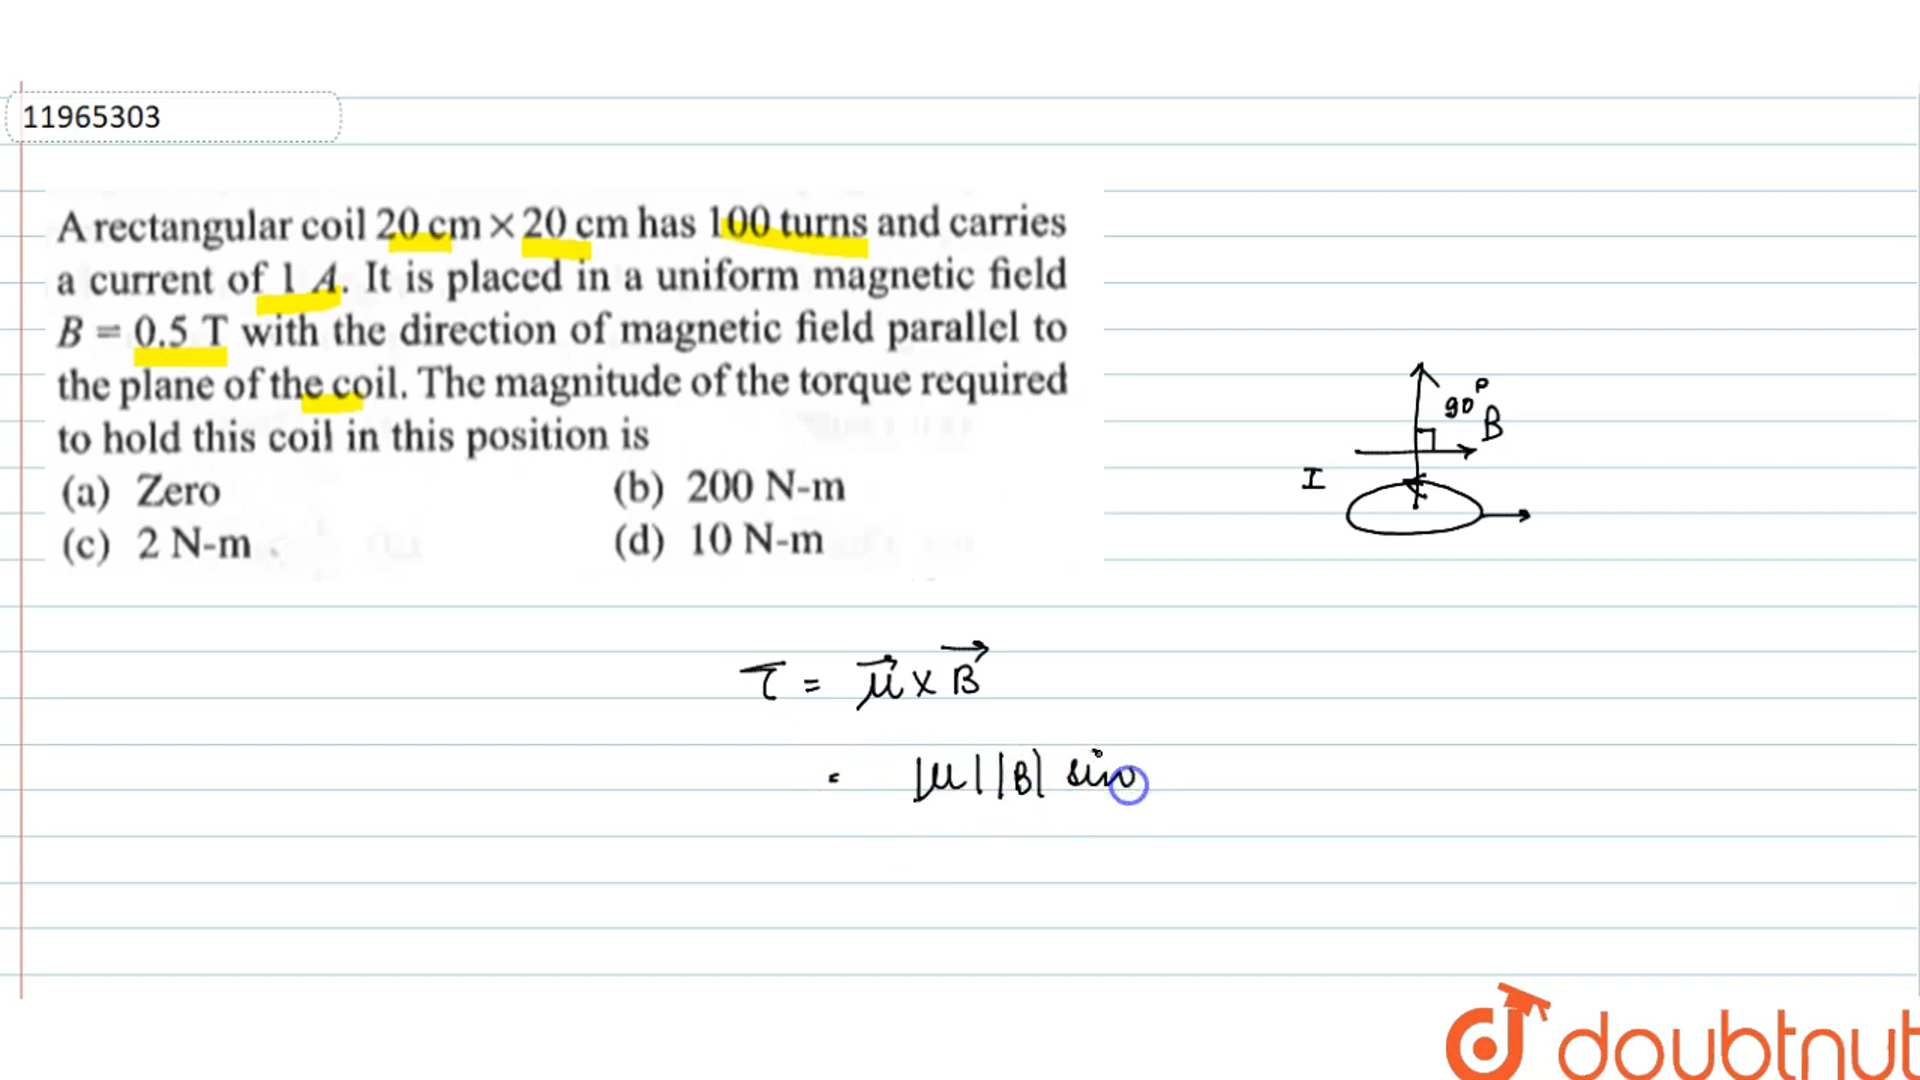 11965303
A rectangular coil 20 cm × 20 cm has 100 turns and carries
a current of 1 A. It is placed in a uniform magnetic field
B = 0.5 T with the direction of magnetic field parallel to
the plane of the coil. The magnitude of the torque required
to hold this coil in this position is
(a) Zero (b) 200 N-m
(c) 2 N-m (d) 10 N-m
90° B
I
τ = μ⃗ × B⃗
= |μ||B| sin
doubtnut